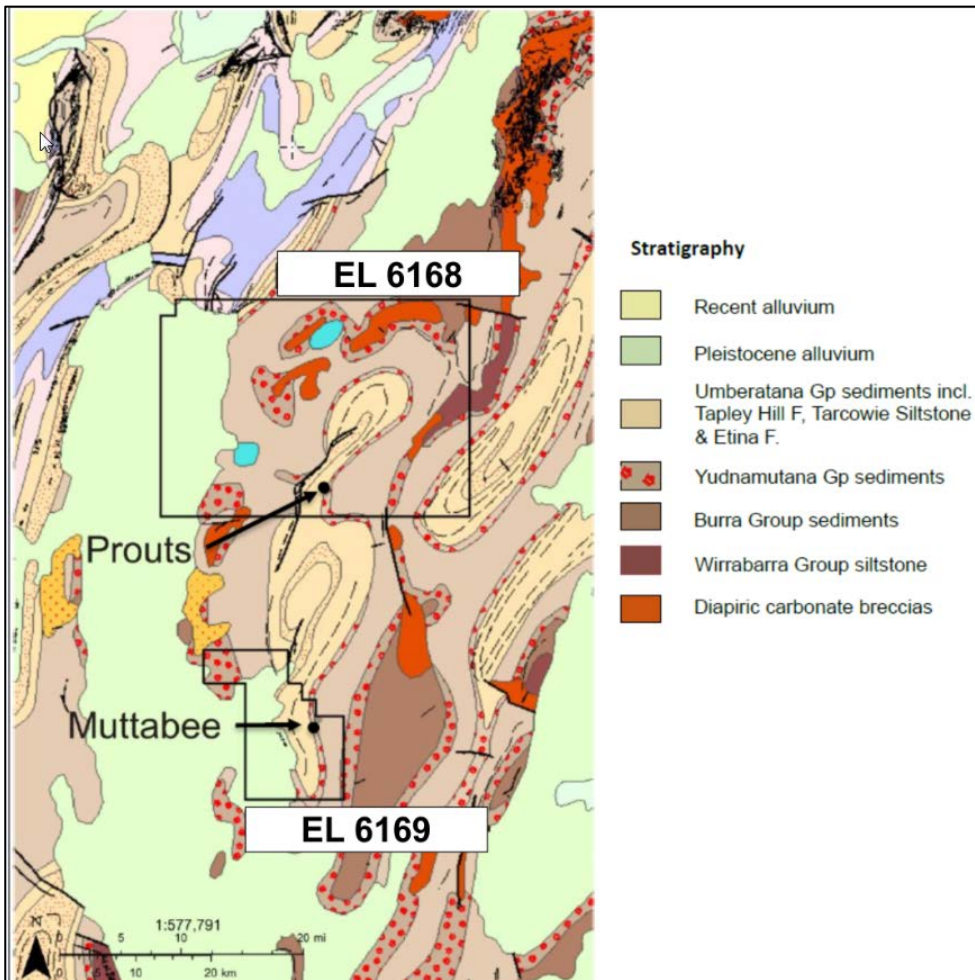 EL 6168
Prouts
Muttabee
EL 6169
N
1:577,791
0 5 10 20 mi
0 5 10 20 km
Stratigraphy
Recent alluvium
Pleistocene alluvium
Umberatana Gp sediments incl.
Tapley Hill F, Tarcowie Siltstone
& Etina F.
Yudnamutana Gp sediments
Burra Group sediments
Wirrabarra Group siltstone
Diapiric carbonate breccias